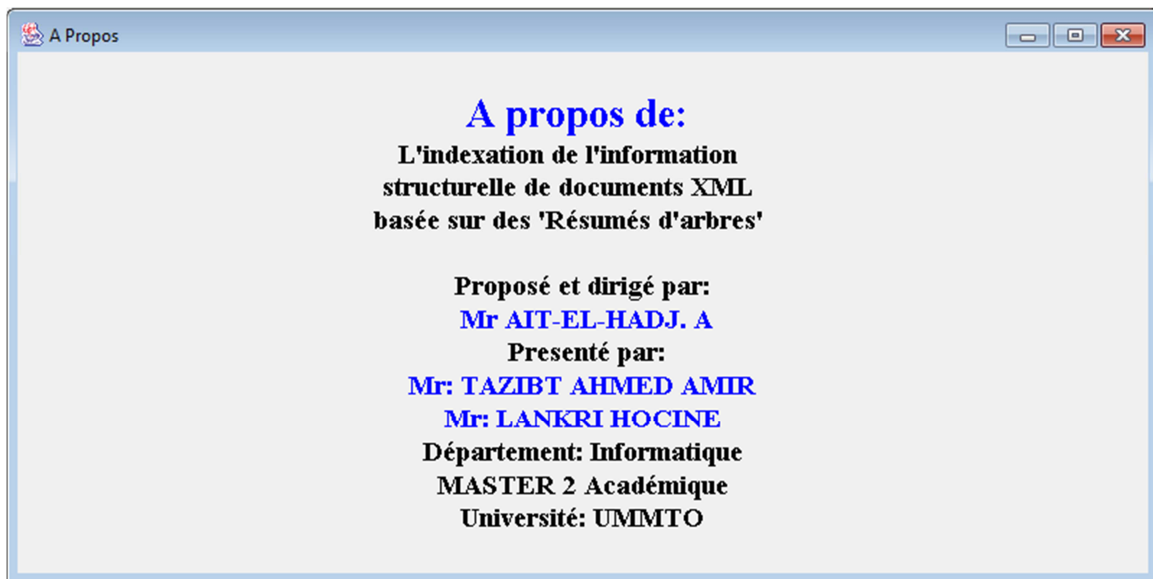 A Propos
A propos de:
L'indexation de l'information
structurelle de documents XML
basée sur des 'Résumés d'arbres'
Proposé et dirigé par:
Mr AIT-EL-HADJ. A
Presenté par:
Mr: TAZIBT AHMED AMIR
Mr: LANKRI HOCINE
Département: Informatique
MASTER 2 Académique
Université: UMMTO